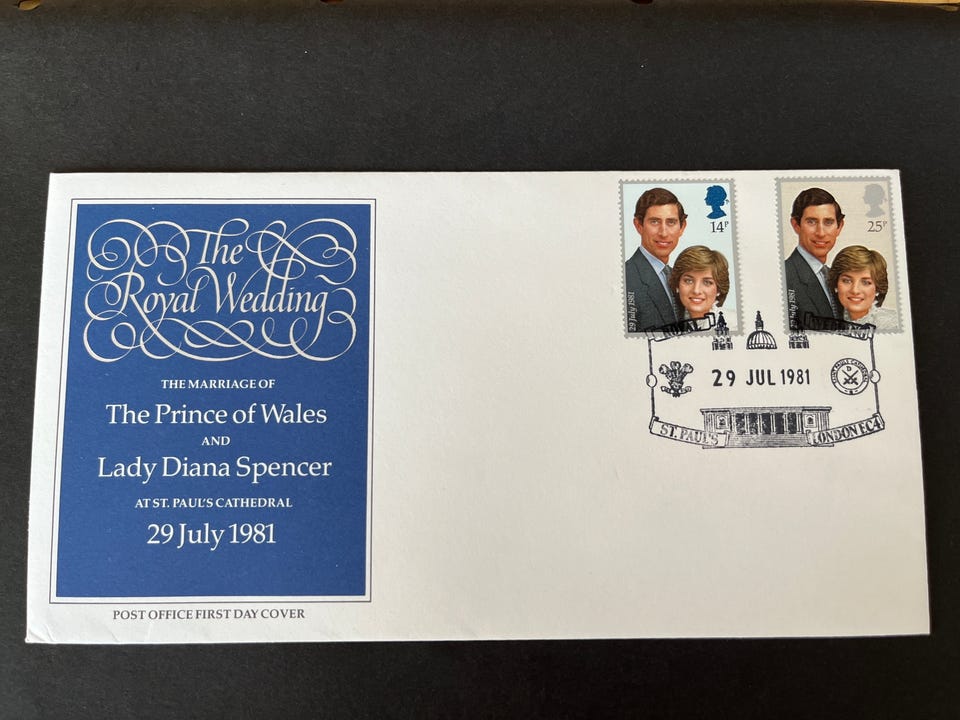 The
Royal Wedding
THE MARRIAGE OF
The Prince of Wales
AND
Lady Diana Spencer
AT ST. PAUL'S CATHEDRAL
29 July 1981
POST OFFICE FIRST DAY COVER
14P
29 July 1981
25P
29 July 1981
ROYAL WEDDING
29 JUL 1981
ST. PAUL'S LONDON EC4